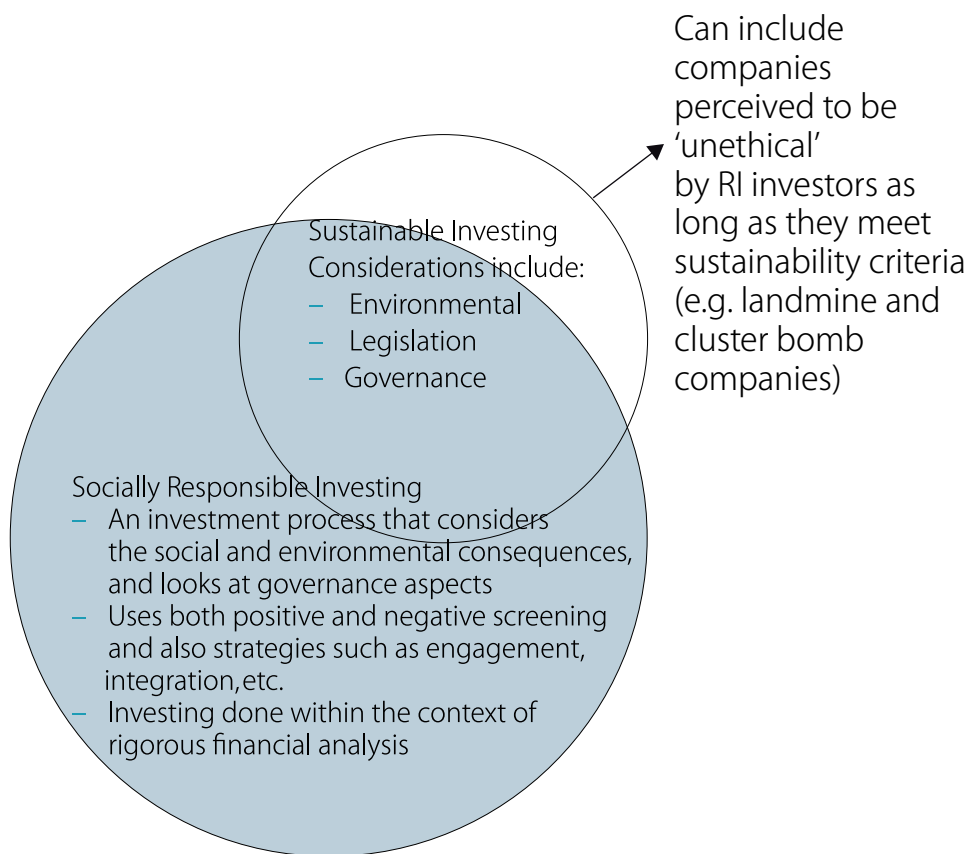 Can include
companies
perceived to be
‘unethical’
by RI investors as
long as they meet
sustainability criteria
(e.g. landmine and
cluster bomb
companies)
Sustainable Investing
Considerations include:
– Environmental
– Legislation
– Governance
Socially Responsible Investing
– An investment process that considers
the social and environmental consequences,
and looks at governance aspects
– Uses both positive and negative screening
and also strategies such as engagement,
integration, etc.
– Investing done within the context of
rigorous financial analysis